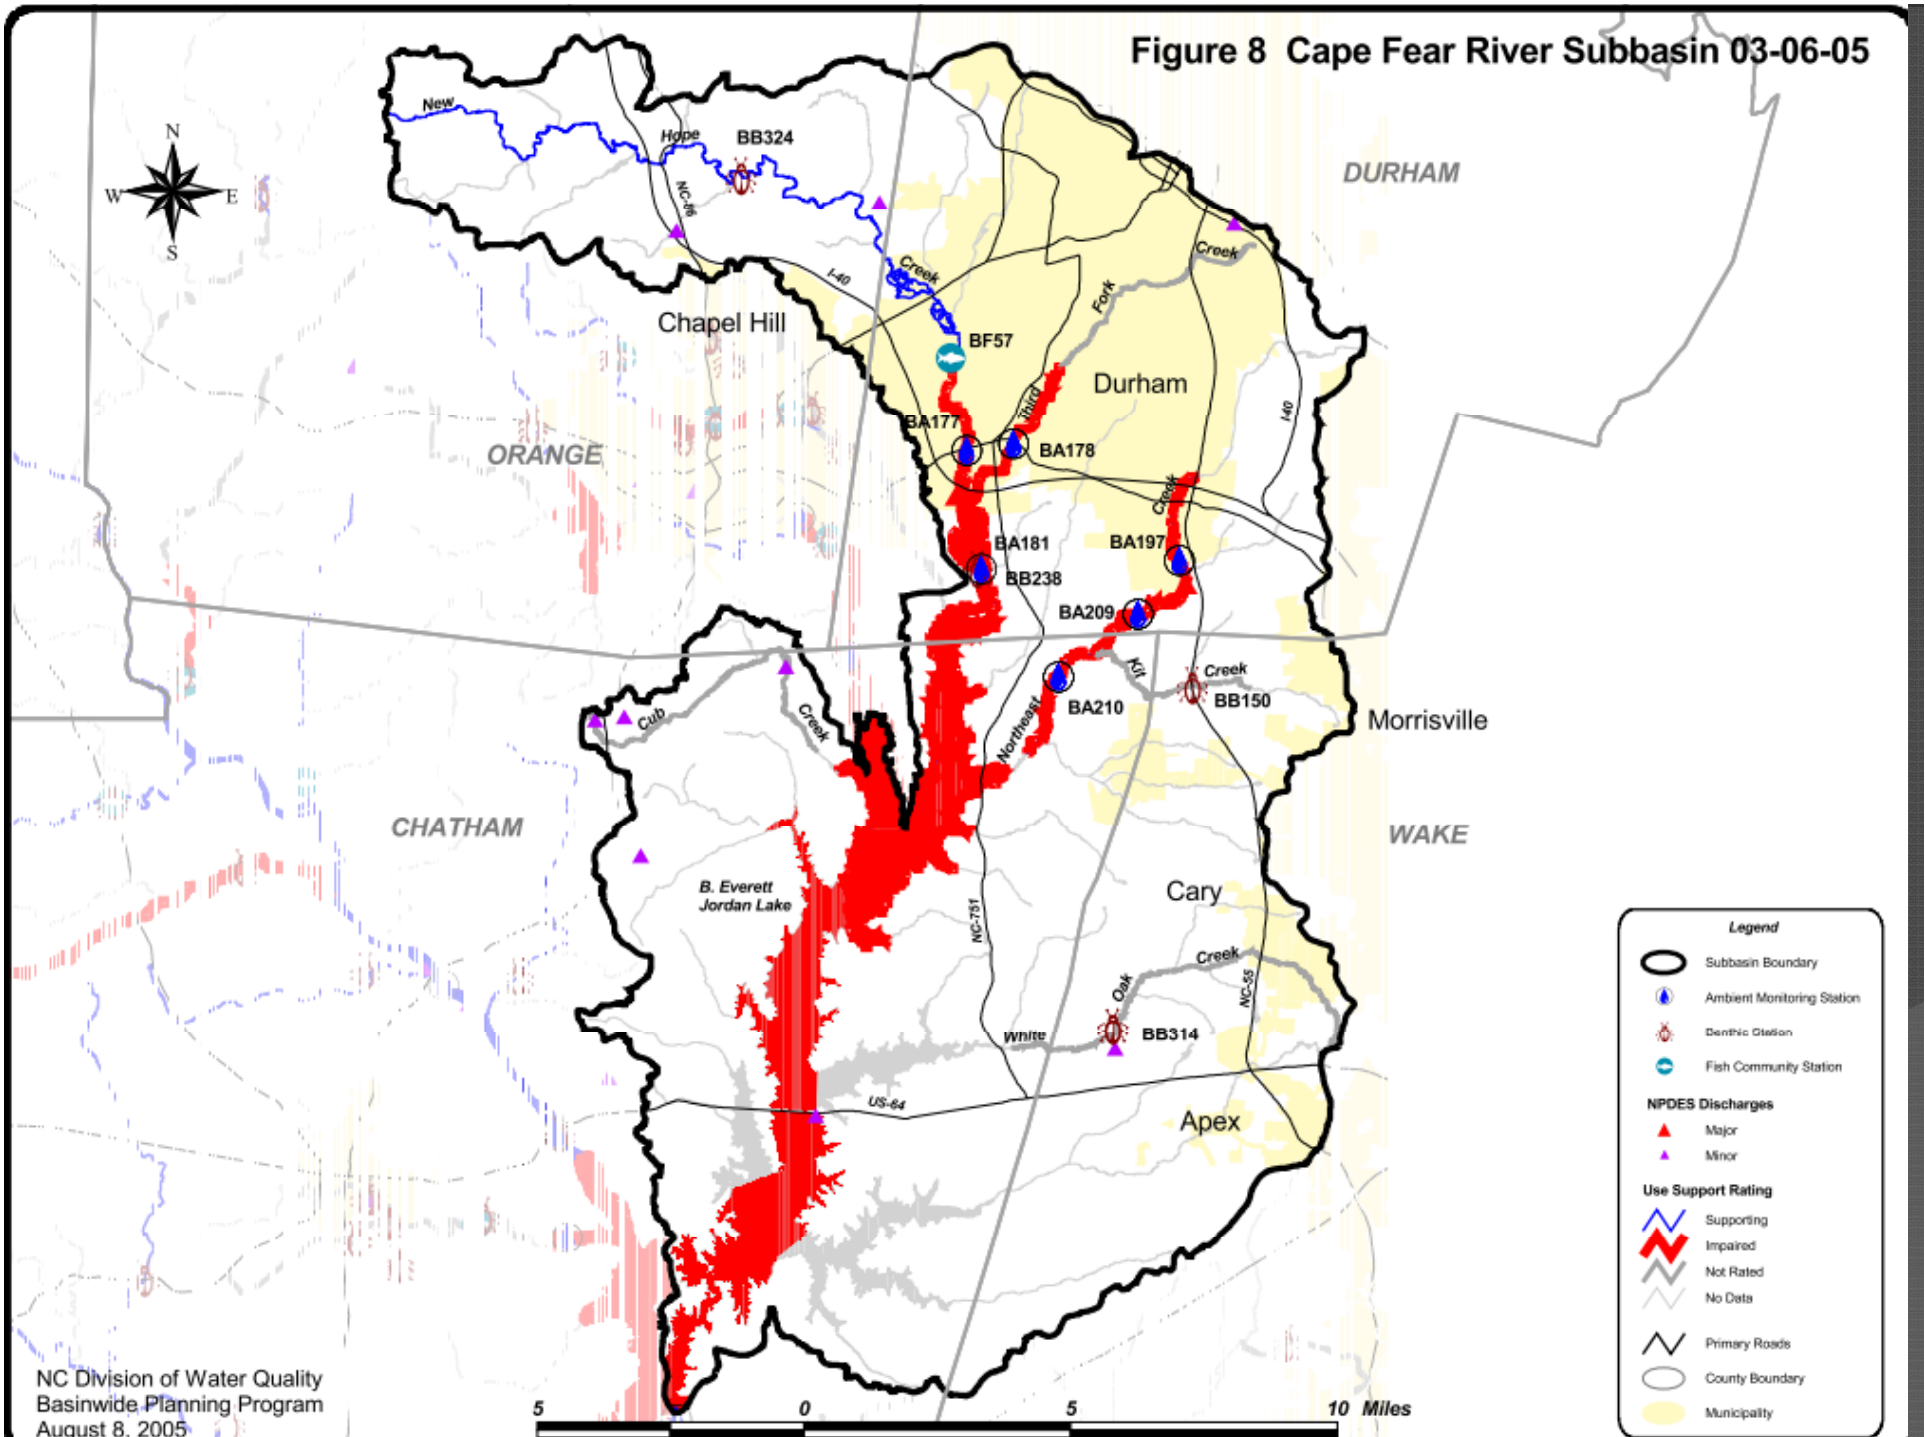 Figure 8 Cape Fear River Subbasin 03-06-05
New
Hope
BB324
N
W
E
S
NC-86
DURHAM
Creek
Creek
I-40
Fork
Chapel Hill
BF57
Durham
Third
I-40
BA177
BA178
ORANGE
Creek
BA181
BA197
BB238
BA209
Kit
Creek
BB150
BA210
Northeast
Morrisville
Cub
Creek
CHATHAM
WAKE
B. Everett
Jordan Lake
Cary
NC-751
Creek
Oak
NC-55
White
BB314
US-64
Apex
Legend
Subbasin Boundary
Ambient Monitoring Station
Benthic Station
Fish Community Station
NPDES Discharges
Major
Minor
Use Support Rating
Supporting
Impaired
Not Rated
No Data
Primary Roads
County Boundary
Municipality
NC Division of Water Quality
Basinwide Planning Program
August 8, 2005
5 0 5 10 Miles